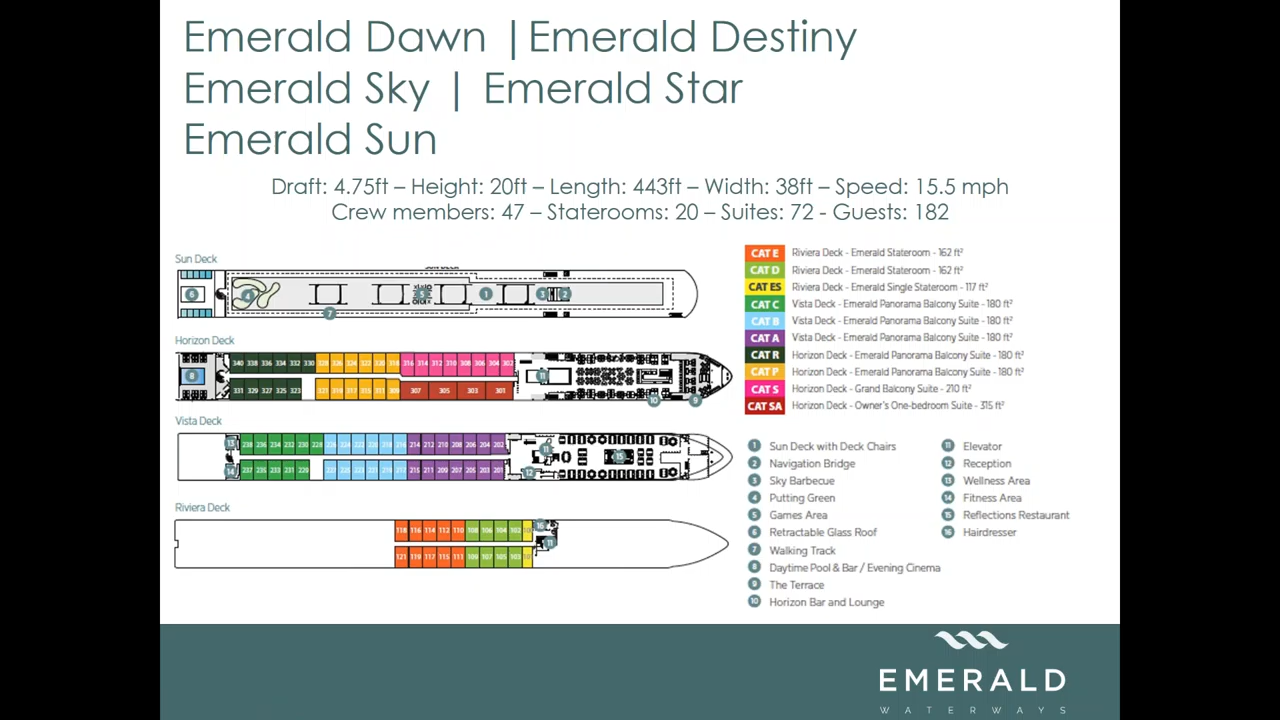 Emerald Dawn | Emerald Destiny
Emerald Sky | Emerald Star
Emerald Sun
Draft: 4.75ft – Height: 20ft – Length: 443ft – Width: 38ft – Speed: 15.5 mph
Crew members: 47 – Staterooms: 20 – Suites: 72 - Guests: 182
Sun Deck
Horizon Deck
Vista Deck
Riviera Deck
CAT E Riviera Deck - Emerald Stateroom - 162 ft²
CAT D Riviera Deck - Emerald Stateroom - 162 ft²
CAT ES Riviera Deck - Emerald Single Stateroom - 117 ft²
CAT C Vista Deck - Emerald Panorama Balcony Suite - 180 ft²
CAT B Vista Deck - Emerald Panorama Balcony Suite - 180 ft²
CAT A Vista Deck - Emerald Panorama Balcony Suite - 180 ft²
CAT R Horizon Deck - Emerald Panorama Balcony Suite - 180 ft²
CAT P Horizon Deck - Emerald Panorama Balcony Suite - 180 ft²
CAT S Horizon Deck - Grand Balcony Suite - 210 ft²
CAT SA Horizon Deck - Owner's One-bedroom Suite - 315 ft²
1 Sun Deck with Deck Chairs
2 Navigation Bridge
3 Sky Barbecue
4 Putting Green
5 Games Area
6 Retractable Glass Roof
7 Walking Track
8 Daytime Pool & Bar / Evening Cinema
9 The Terrace
10 Horizon Bar and Lounge
11 Elevator
12 Reception
13 Wellness Area
14 Fitness Area
15 Reflections Restaurant
16 Hairdresser
EMERALD
WATERWAYS